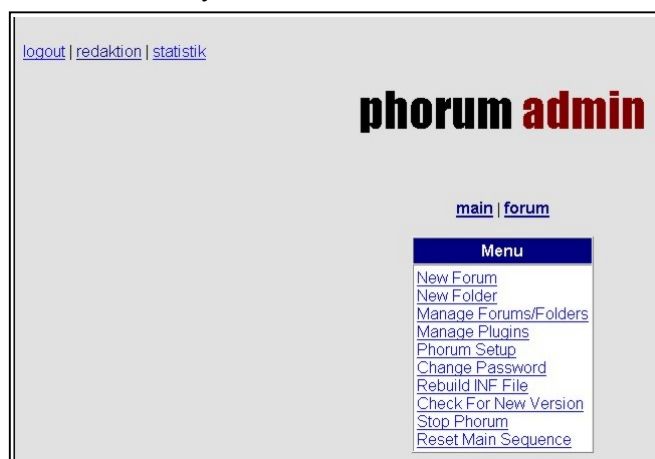 logout | redaktion | statistik
phorum admin
main | forum
Menu
New Forum
New Folder
Manage Forums/Folders
Manage Plugins
Phorum Setup
Change Password
Rebuild INF File
Check For New Version
Stop Phorum
Reset Main Sequence